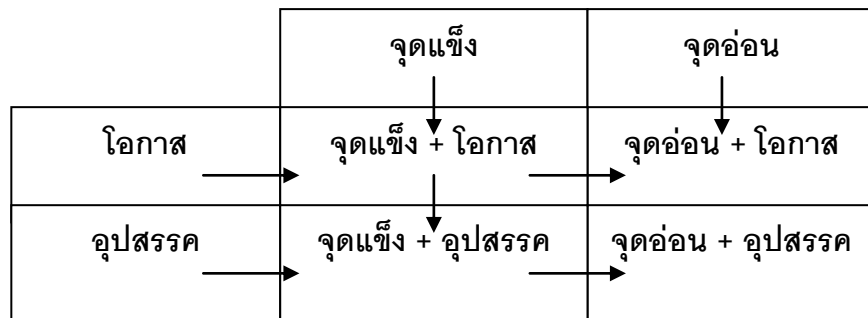 จุดแข็ง จุดอ่อน
โอกาส จุดแข็ง + โอกาส จุดอ่อน + โอกาส
อุปสรรค จุดแข็ง + อุปสรรค จุดอ่อน + อุปสรรค